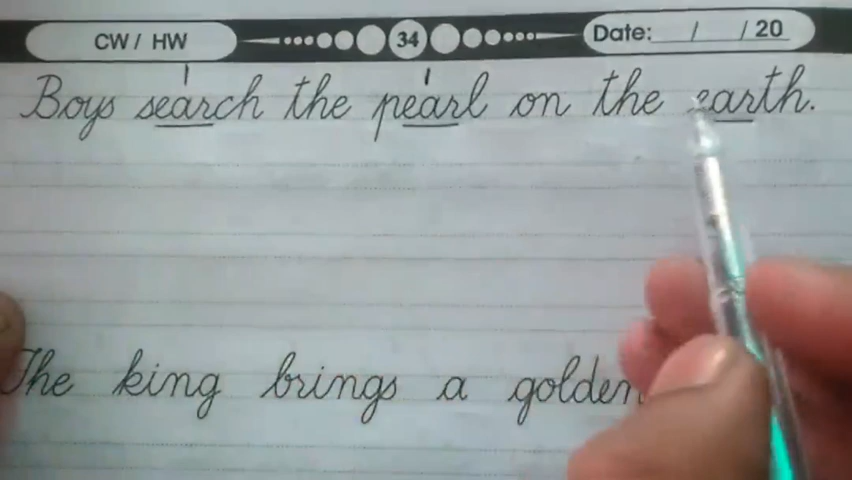 CW / HW 34 Date: / / 20
Boys search the pearl on the earth.
The king brings a golden